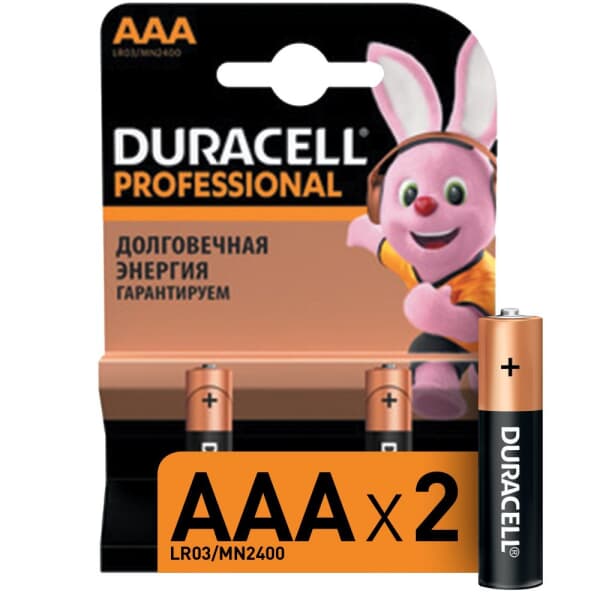 AAA
LR03/MN2400
DURACELL®
PROFESSIONAL
ДОЛГОВЕЧНАЯ
ЭНЕРГИЯ
ГАРАНТИРУЕМ
+
+
D
D
AAA x 2
LR03/MN2400
+
DURACELL®